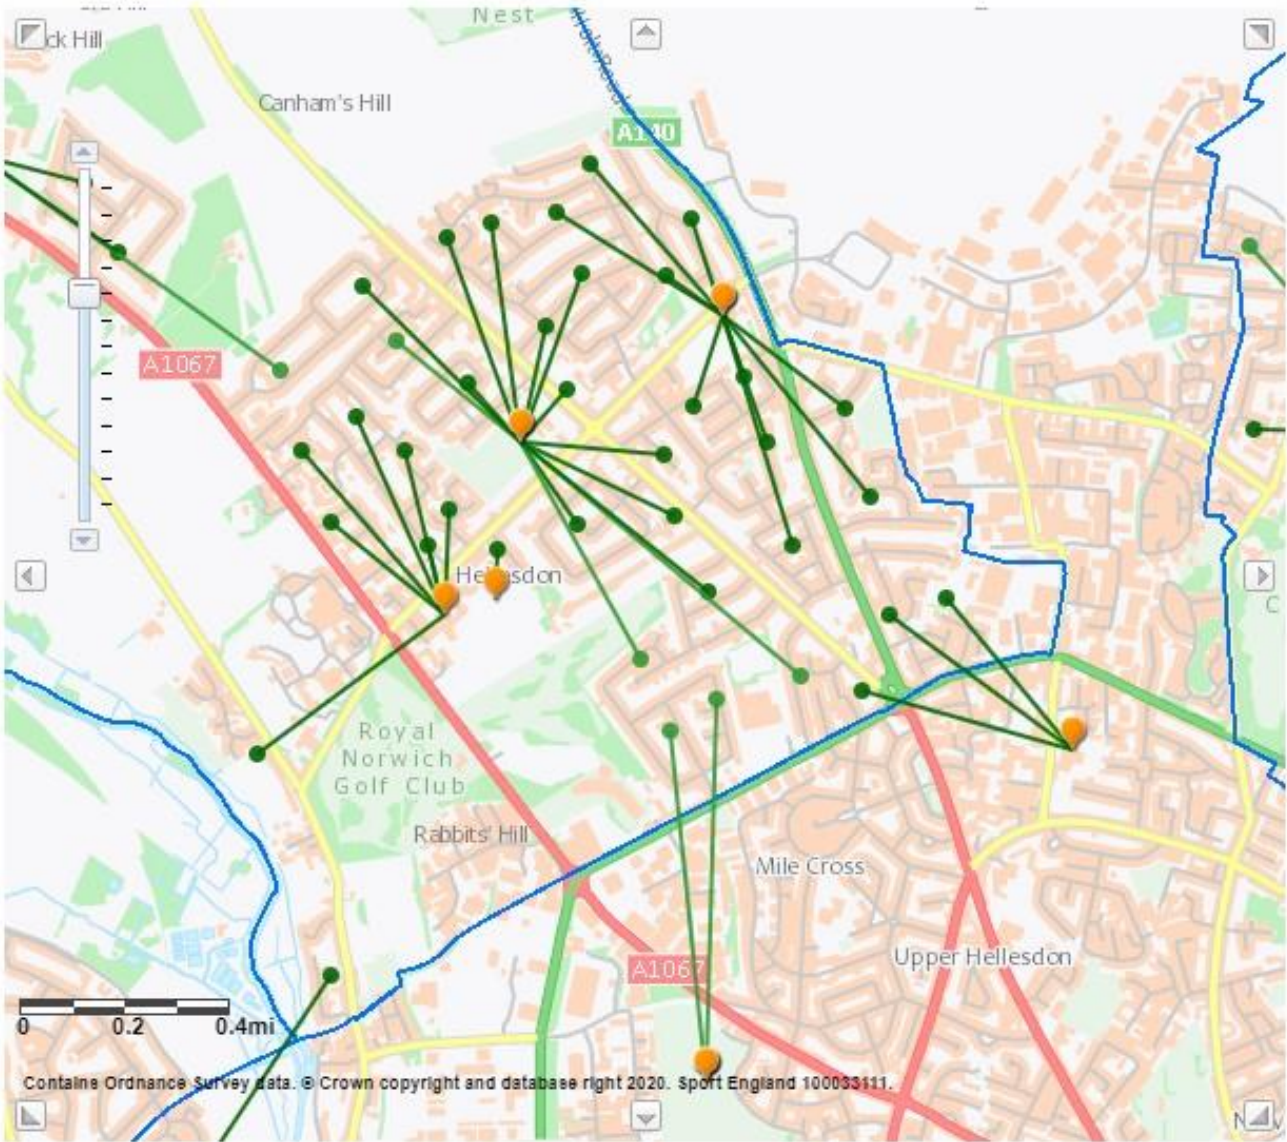 Nest
ck Hill
Canham's Hill
A140
A1067
Hellesdon
Royal
Norwich
Golf Club
Rabbits' Hill
Mile Cross
Upper Hellesdon
A1067
0 0.2 0.4mi
Contains Ordnance Survey data. © Crown copyright and database right 2020. Sport England 100033111.